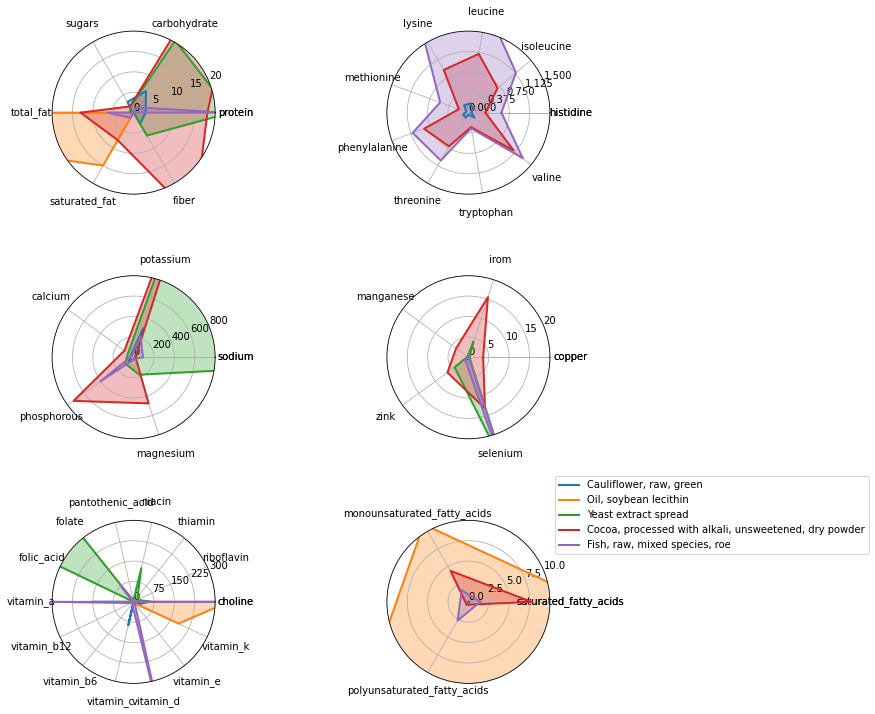 sugars
carbohydrate
total_fat
0
5
10
15
20
protein
saturated_fat
fiber
leucine
lysine
isoleucine
methionine
0.000
0.375
0.750
1.125
1.500
histidine
phenylalanine
valine
threonine
tryptophan
potassium
calcium
0
200
400
600
800
sodium
phosphorous
magnesium
irom
manganese
0
5
10
15
20
copper
zink
selenium
niacin
pantothenic_acid
folate
thiamin
folic_acid
riboflavin
0
75
150
225
300
vitamin_a
choline
vitamin_b12
vitamin_k
vitamin_b6
vitamin_e
vitamin_c
vitamin_d
monounsaturated_fatty_acids
0.0
2.5
5.0
7.5
10.0
saturated_fatty_acids
polyunsaturated_fatty_acids
Cauliflower, raw, green
Oil, soybean lecithin
Yeast extract spread
Cocoa, processed with alkali, unsweetened, dry powder
Fish, raw, mixed species, roe